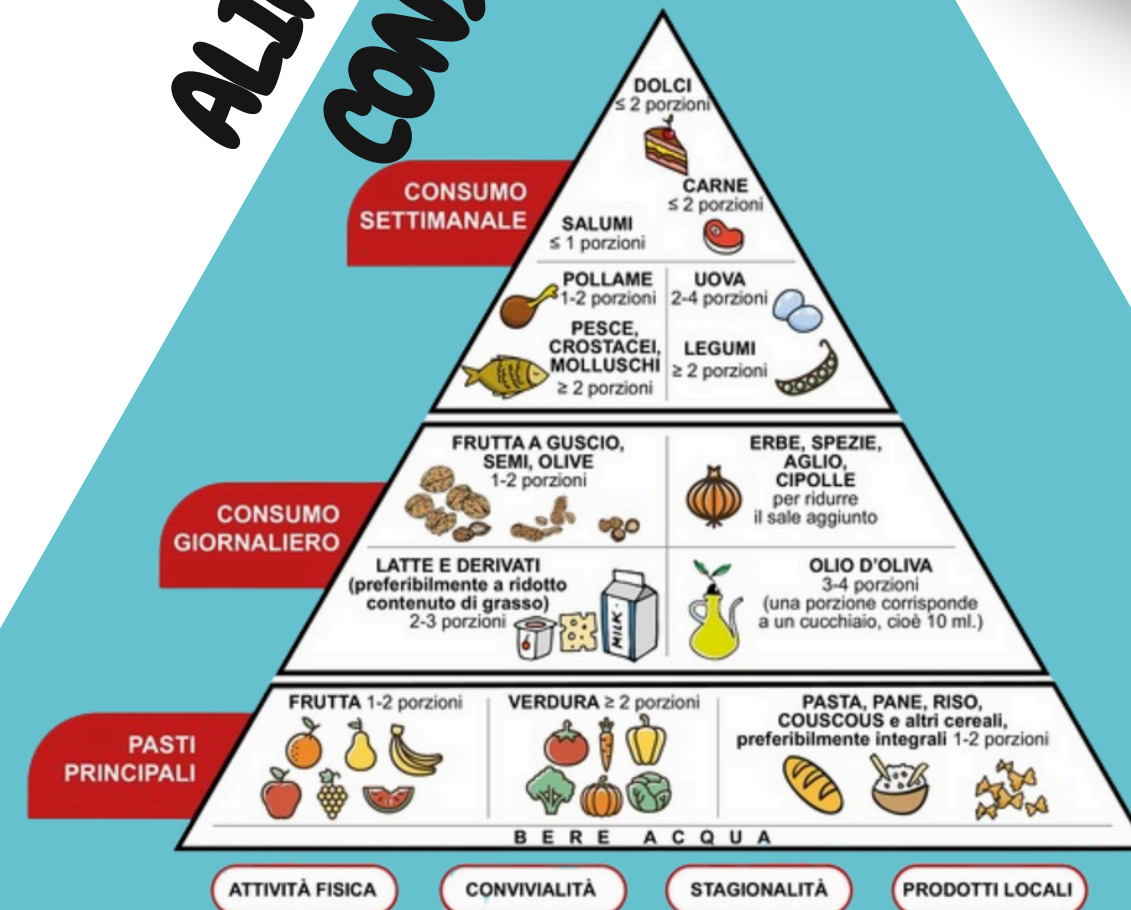 DOLCI
≤ 2 porzioni
CONSUMO
SETTIMANALE
CARNE
≤ 2 porzioni
SALUMI
≤ 1 porzioni
POLLAME
1-2 porzioni
UOVA
2-4 porzioni
PESCE,
CROSTACEI,
MOLLUSCHI
≥ 2 porzioni
LEGUMI
≥ 2 porzioni
CONSUMO
GIORNALIERO
FRUTTA A GUSCIO,
SEMI, OLIVE
1-2 porzioni
ERBE, SPEZIE,
AGLIO,
CIPOLLE
per ridurre
il sale aggiunto
LATTE E DERIVATI
(preferibilmente a ridotto
contenuto di grasso)
2-3 porzioni
MILK
OLIO D'OLIVA
3-4 porzioni
(una porzione corrisponde
a un cucchiaio, cioè 10 ml.)
PASTI
PRINCIPALI
FRUTTA 1-2 porzioni
VERDURA ≥ 2 porzioni
PASTA, PANE, RISO,
COUSCOUS e altri cereali,
preferibilmente integrali 1-2 porzioni
BERE ACQUA
ATTIVITÀ FISICA
CONVIVIALITÀ
STAGIONALITÀ
PRODOTTI LOCALI